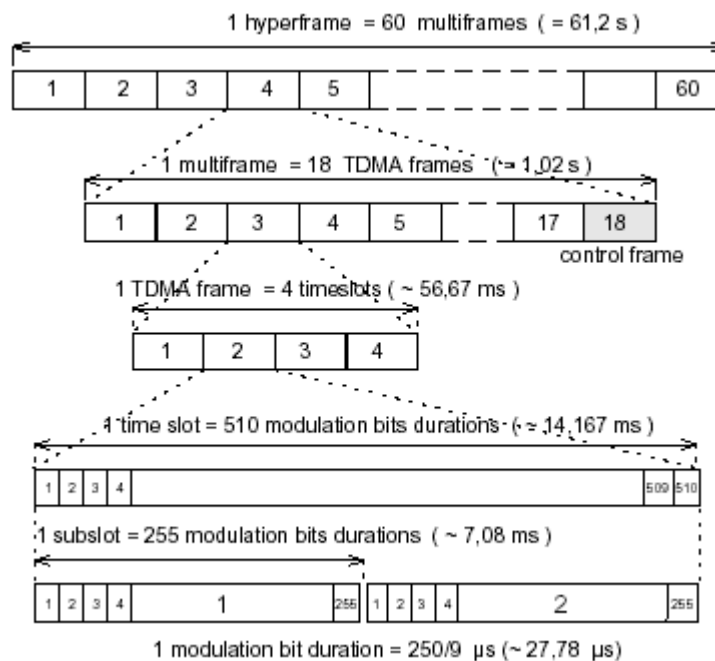 1 hyperframe = 60 multiframes ( = 61,2 s )
1 2 3 4 5 60
1 multiframe = 18 TDMA frames ( = 1,02 s )
1 2 3 4 5 17 18
control frame
1 TDMA frame = 4 timeslots ( ~ 56,67 ms )
1 2 3 4
1 time slot = 510 modulation bits durations ( ~ 14,167 ms )
1 2 3 4 509 510
1 subslot = 255 modulation bits durations ( ~ 7,08 ms )
1 2 3 4 1 255 1 2 3 4 2 255
1 modulation bit duration = 250/9 µs (~ 27,78 µs)